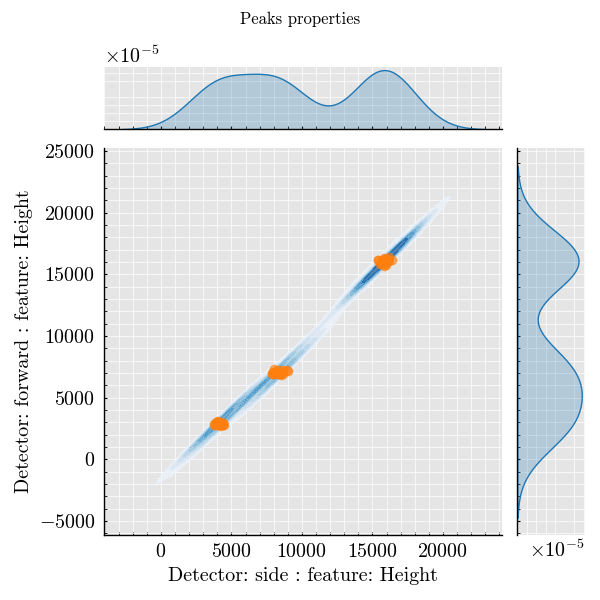 Peaks properties
×10⁻⁵
25000
20000
15000
10000
5000
0
−5000
Detector: forward : feature: Height
0 5000 10000 15000 20000
×10⁻⁵
Detector: side : feature: Height